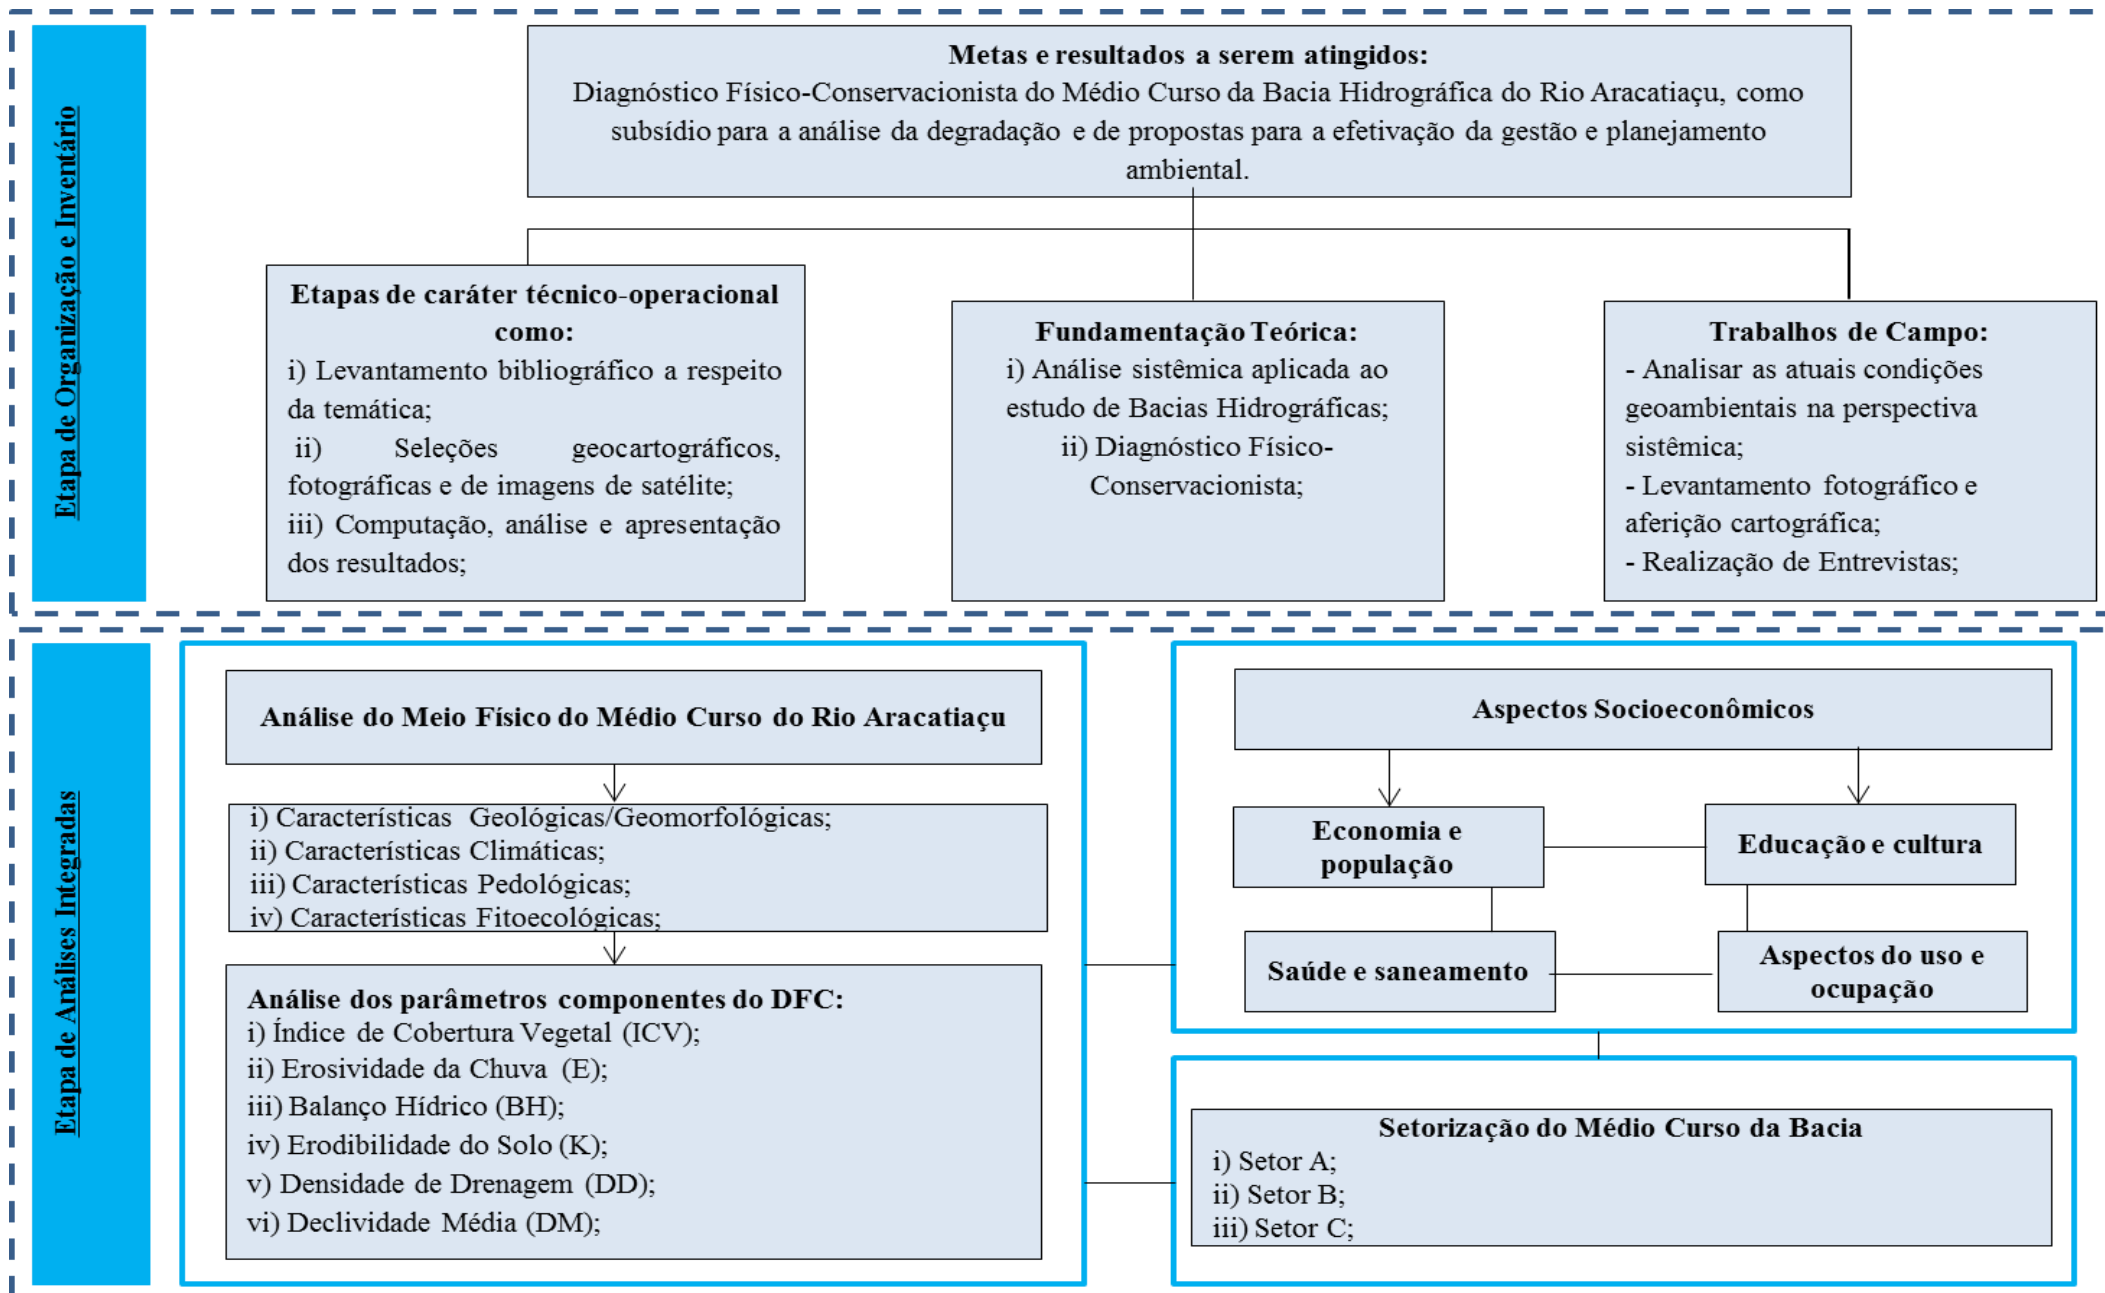 Etapa de Organização e Inventário
Metas e resultados a serem atingidos:
Diagnóstico Físico-Conservacionista do Médio Curso da Bacia Hidrográfica do Rio Aracatiaçu, como
subsídio para a análise da degradação e de propostas para a efetivação da gestão e planejamento
ambiental.
Etapas de caráter técnico-operacional
como:
i) Levantamento bibliográfico a respeito
da temática;
ii) Seleções geocartográficos,
fotográficas e de imagens de satélite;
iii) Computação, análise e apresentação
dos resultados;
Fundamentação Teórica:
i) Análise sistêmica aplicada ao
estudo de Bacias Hidrográficas;
ii) Diagnóstico Físico-
Conservacionista;
Trabalhos de Campo:
- Analisar as atuais condições
geoambientais na perspectiva
sistêmica;
- Levantamento fotográfico e
aferição cartográfica;
- Realização de Entrevistas;
Etapa de Análises Integradas
Análise do Meio Físico do Médio Curso do Rio Aracatiaçu
i) Características Geológicas/Geomorfológicas;
ii) Características Climáticas;
iii) Características Pedológicas;
iv) Características Fitoecológicas;
Análise dos parâmetros componentes do DFC:
i) Índice de Cobertura Vegetal (ICV);
ii) Erosividade da Chuva (E);
iii) Balanço Hídrico (BH);
iv) Erodibilidade do Solo (K);
v) Densidade de Drenagem (DD);
vi) Declividade Média (DM);
Aspectos Socioeconômicos
Economia e
população
Educação e cultura
Saúde e saneamento
Aspectos do uso e
ocupação
Setorização do Médio Curso da Bacia
i) Setor A;
ii) Setor B;
iii) Setor C;